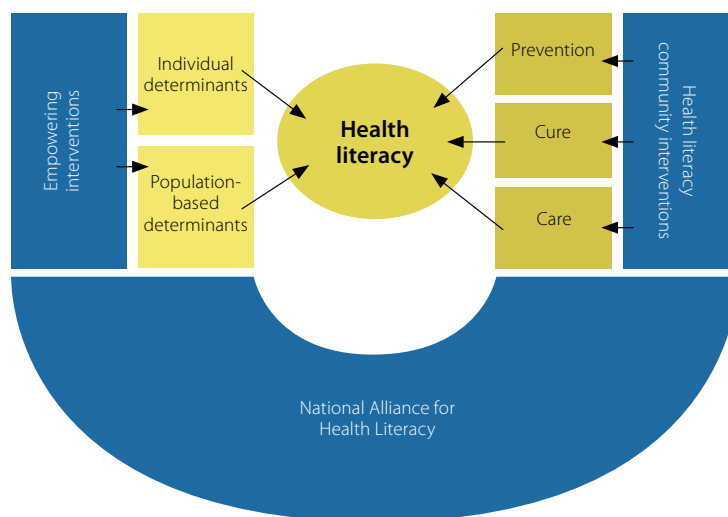 Empowering
interventions
Individual
determinants
Population-
based
determinants
Health
literacy
Prevention
Cure
Care
Health literacy
community interventions
National Alliance for
Health Literacy